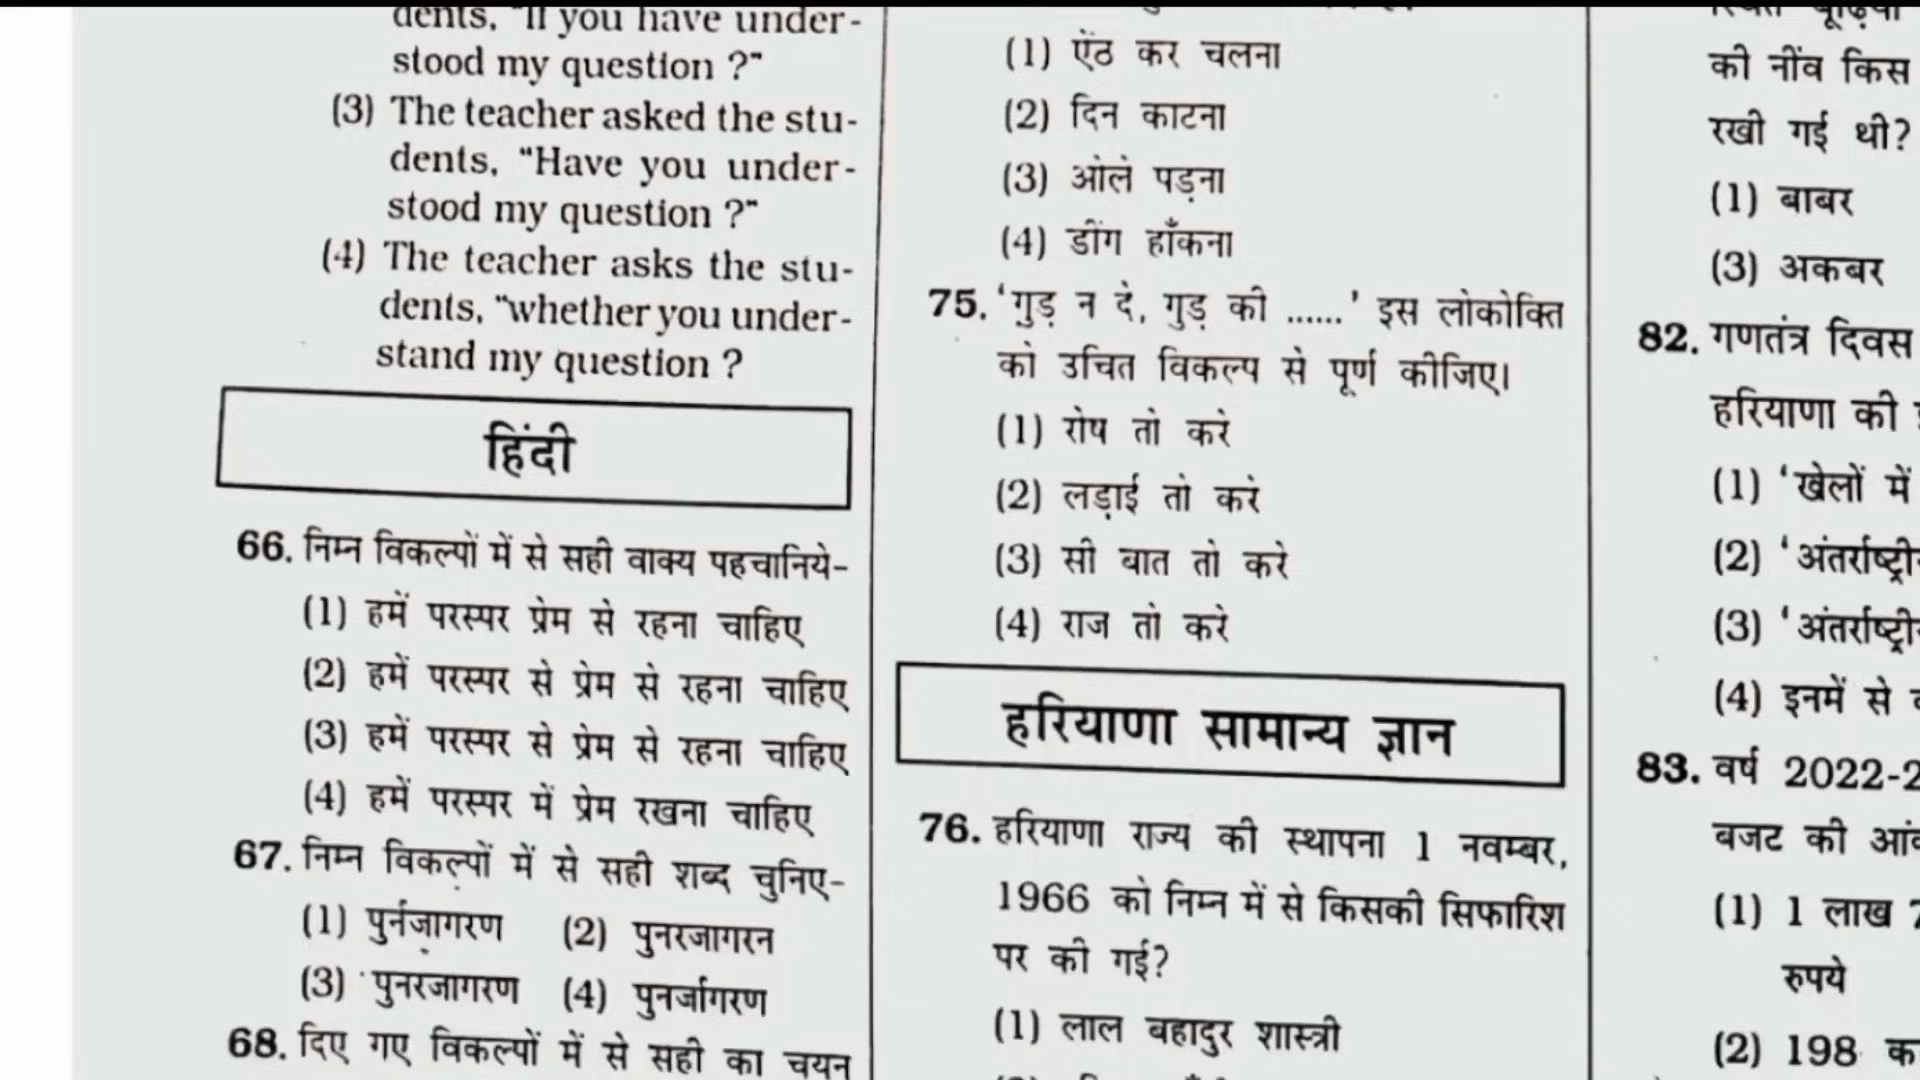 dents, "If you have under-
stood my question ?"
(3) The teacher asked the stu-
dents, "Have you under-
stood my question ?"
(4) The teacher asks the stu-
dents, "whether you under-
stand my question ?
हिंदी
66. निम्न विकल्पों में से सही वाक्य पहचानिये-
(1) हमें परस्पर प्रेम से रहना चाहिए
(2) हमें परस्पर से प्रेम से रहना चाहिए
(3) हमें परस्पर से प्रेम से रहना चाहिए
(4) हमें परस्पर में प्रेम रखना चाहिए
67. निम्न विकल्पों में से सही शब्द चुनिए-
(1) पुर्नजागरण (2) पुनरजागरन
(3) पुनरजागरण (4) पुनर्जागरण
68. दिए गए विकल्पों में से सही का चयन
(1) ऐंठ कर चलना
(2) दिन काटना
(3) ओले पड़ना
(4) डींग हाँकना
75. 'गुड़ न दे, गुड़ की ......' इस लोकोक्ति
को उचित विकल्प से पूर्ण कीजिए।
(1) रोष तो करे
(2) लड़ाई तो करे
(3) सी बात तो करे
(4) राज तो करे
हरियाणा सामान्य ज्ञान
76. हरियाणा राज्य की स्थापना 1 नवम्बर,
1966 को निम्न में से किसकी सिफारिश
पर की गई?
(1) लाल बहादुर शास्त्री
की नींव किस
रखी गई थी?
(1) बाबर
(3) अकबर
82. गणतंत्र दिवस
हरियाणा की
(1) 'खेलों में
(2) 'अंतर्राष्ट्री
(3) 'अंतर्राष्ट्री
(4) इनमें से
83. वर्ष 2022-2
बजट की
(1) 1 लाख
रुपये
(2) 198